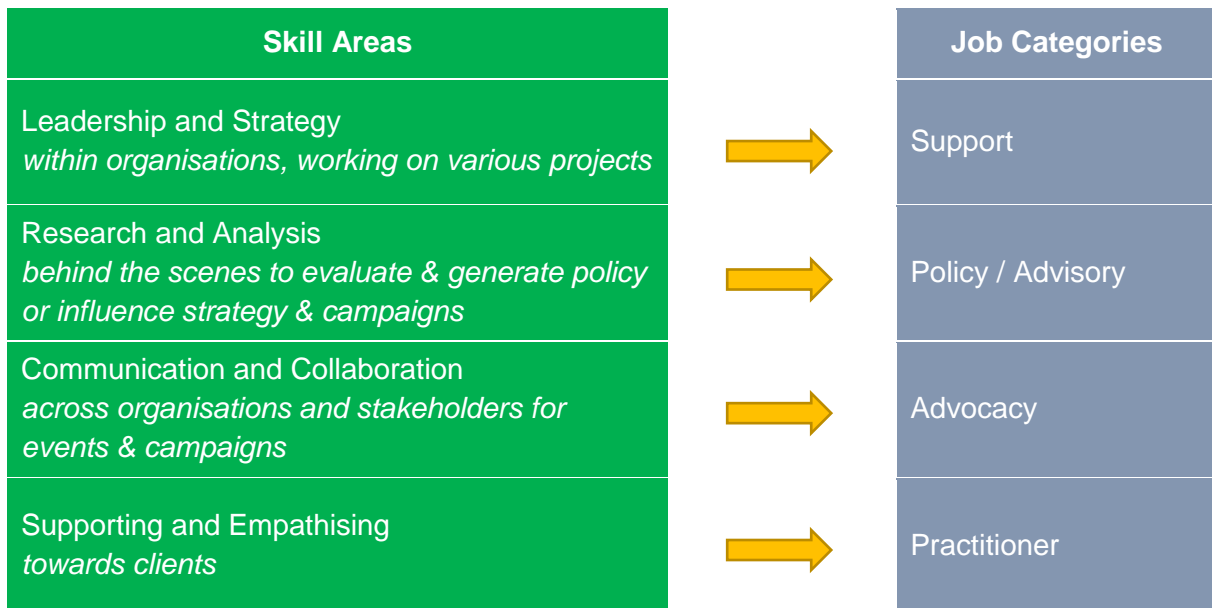 Skill Areas
Job Categories
Leadership and Strategy
within organisations, working on various projects
Support
Research and Analysis
behind the scenes to evaluate & generate policy
or influence strategy & campaigns
Policy / Advisory
Communication and Collaboration
across organisations and stakeholders for
events & campaigns
Advocacy
Supporting and Empathising
towards clients
Practitioner